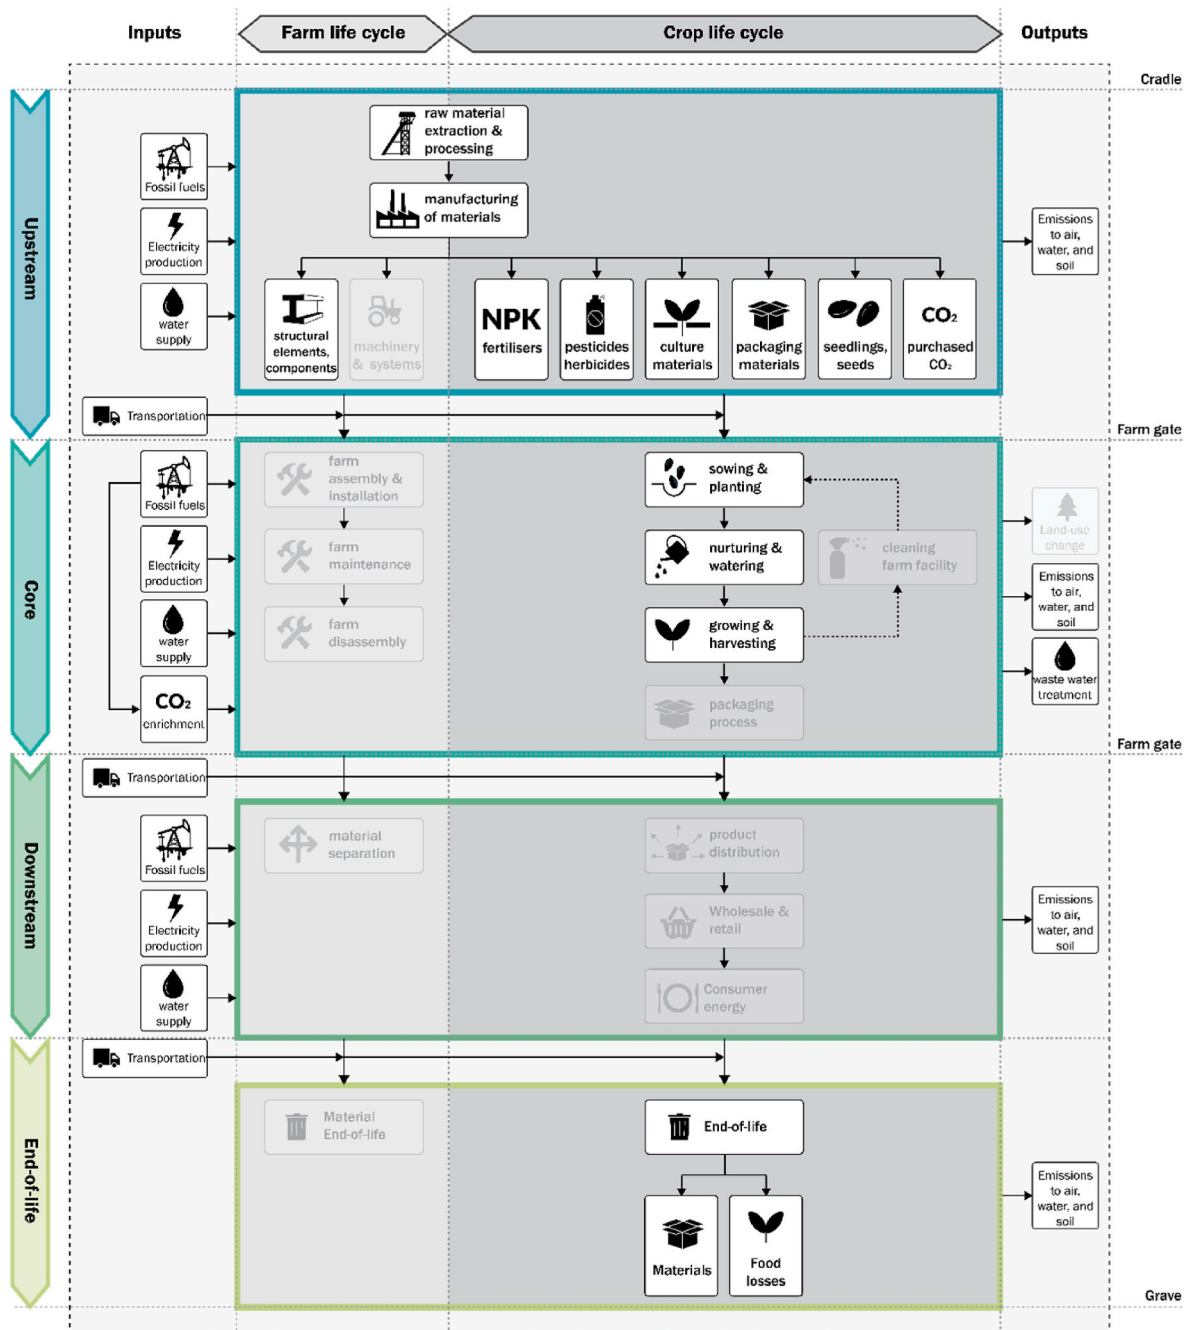 Inputs
Farm life cycle
Crop life cycle
Outputs
Cradle
Upstream
raw material
extraction &
processing
Fossil fuels
manufacturing
of materials
Electricity
production
Emissions
to air,
water, and
soil
water
supply
structural
elements,
components
machinery
& systems
NPK
fertilisers
pesticides
herbicides
culture
materials
packaging
materials
seedlings,
seeds
CO₂
purchased
CO₂
Transportation
Farm gate
Core
Fossil fuels
farm
assembly &
installation
sowing &
planting
Land-use
change
Electricity
production
farm
maintenance
nurturing &
watering
cleaning
farm facility
Emissions
to air,
water, and
soil
water
supply
farm
disassembly
growing &
harvesting
waste water
treatment
CO₂
enrichment
packaging
process
Farm gate
Transportation
Downstream
Fossil fuels
material
separation
product
distribution
Electricity
production
Wholesale &
retail
Emissions
to air,
water, and
soil
water
supply
Consumer
energy
Transportation
End-of-life
Material
End-of-life
End-of-life
Emissions
to air,
water, and
soil
Materials
Food
losses
Grave